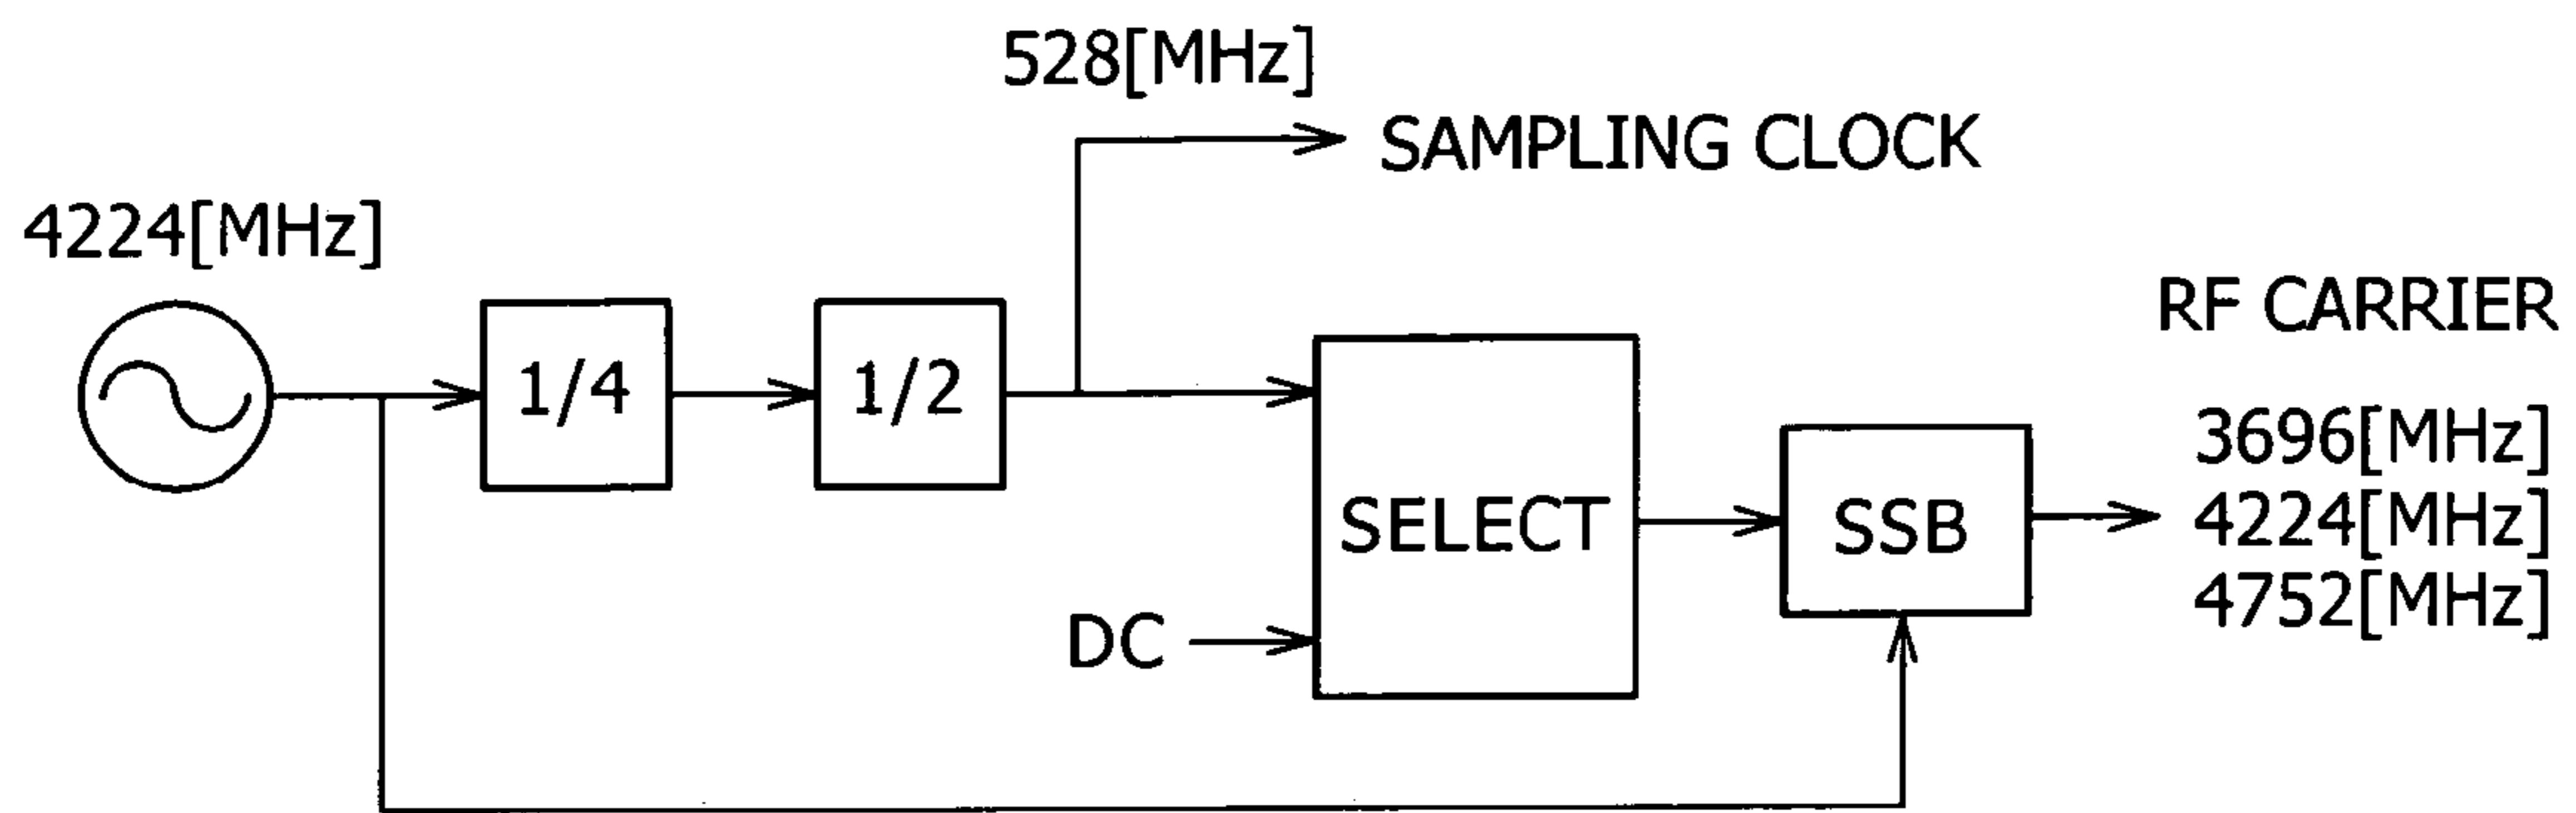 528[MHz]
SAMPLING CLOCK
4224[MHz]
RF CARRIER
1/4
1/2
3696[MHz]
SELECT
SSB
4224[MHz]
4752[MHz]
DC